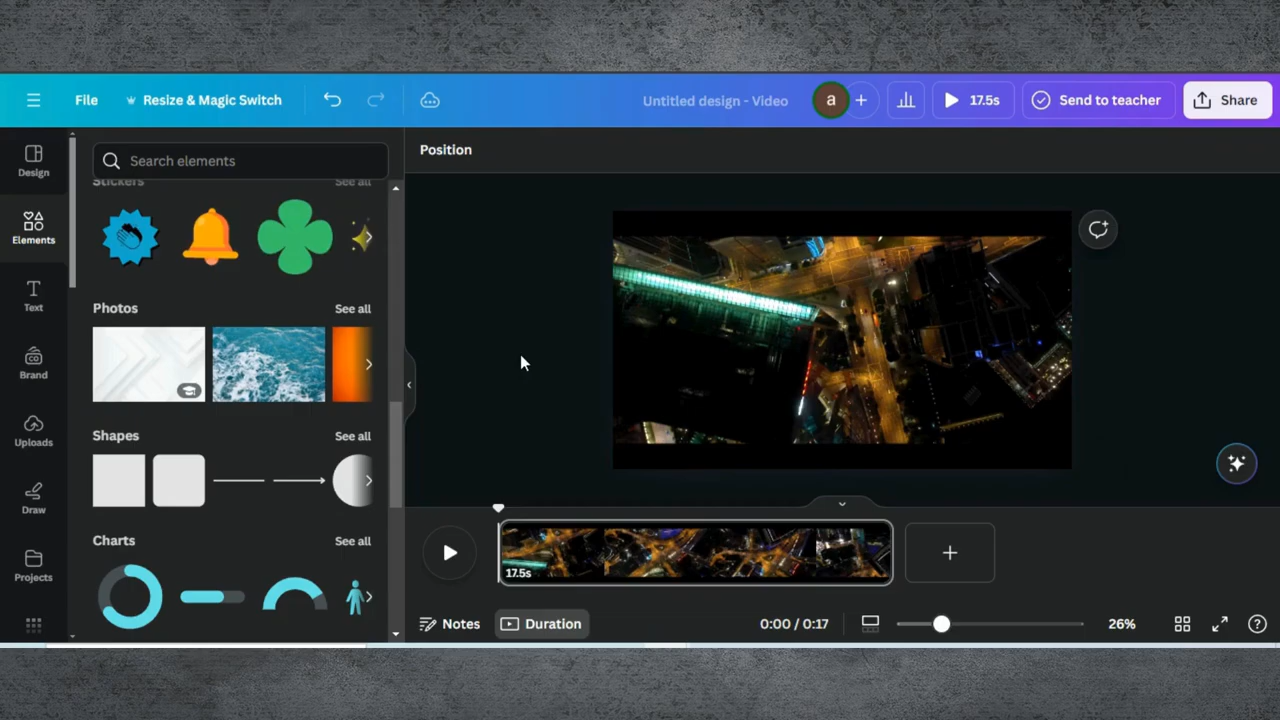 File
Resize & Magic Switch
Untitled design - Video
a
17.5s
Send to teacher
Share
Design
Elements
Text
Brand
Uploads
Draw
Projects
Search elements
Stickers See all
Photos See all
Shapes See all
Charts See all
Position
17.5s
Notes
Duration
0:00 / 0:17
26%